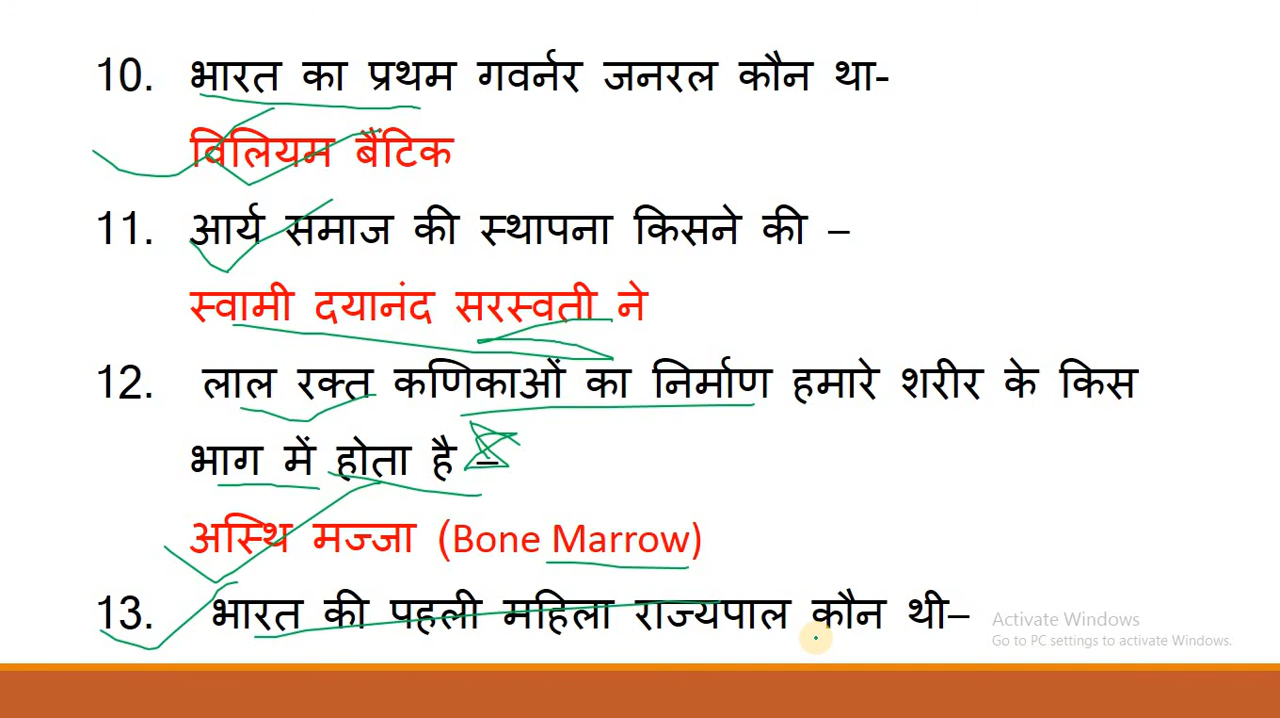 10. भारत का प्रथम गवर्नर जनरल कौन था-
विलियम बैंटिक
11. आर्य समाज की स्थापना किसने की –
स्वामी दयानंद सरस्वती ने
12. लाल रक्त कणिकाओं का निर्माण हमारे शरीर के किस
भाग में होता है –
अस्थि मज्जा (Bone Marrow)
13. भारत की पहली महिला राज्यपाल कौन थी–
Activate Windows
Go to PC settings to activate Windows.